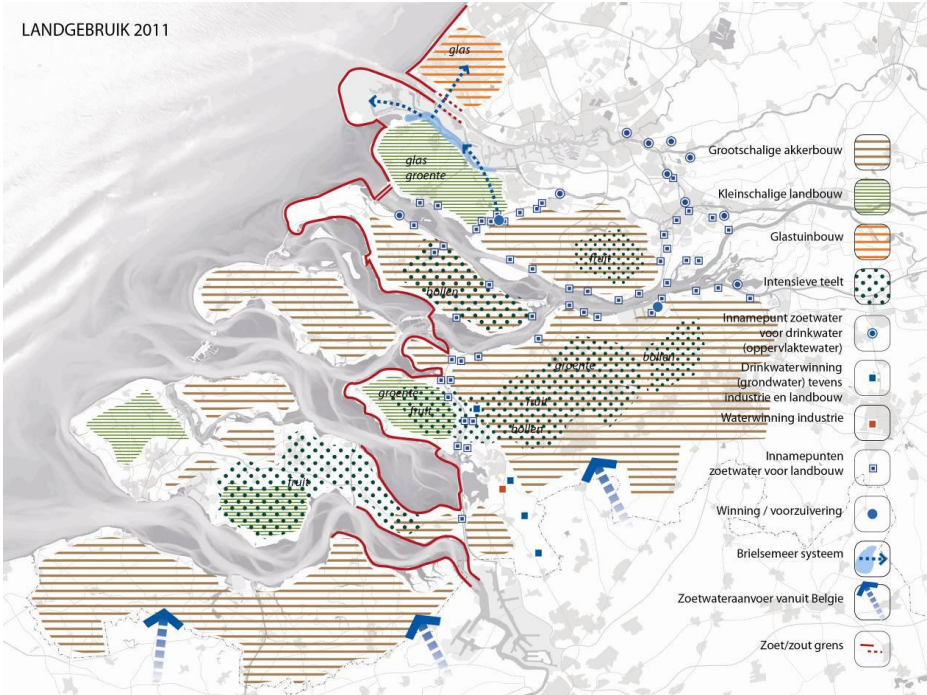 LANDGEBRUIK 2011
glas
glas
groente
fruit
bollen
groente
bollen
groente
fruit
fruit
bollen
fruit
Grootschalige akkerbouw
Kleinschalige landbouw
Glastuinbouw
Intensieve teelt
Innamepunt zoetwater
voor drinkwater
(oppervlaktewater)
Drinkwaterwinning
(grondwater) tevens
industrie en landbouw
Waterwinning industrie
Innamepunten
zoetwater voor landbouw
Winning / voorzuivering
Brielsemeer systeem
Zoetwateraanvoer vanuit Belgie
Zoet/zout grens